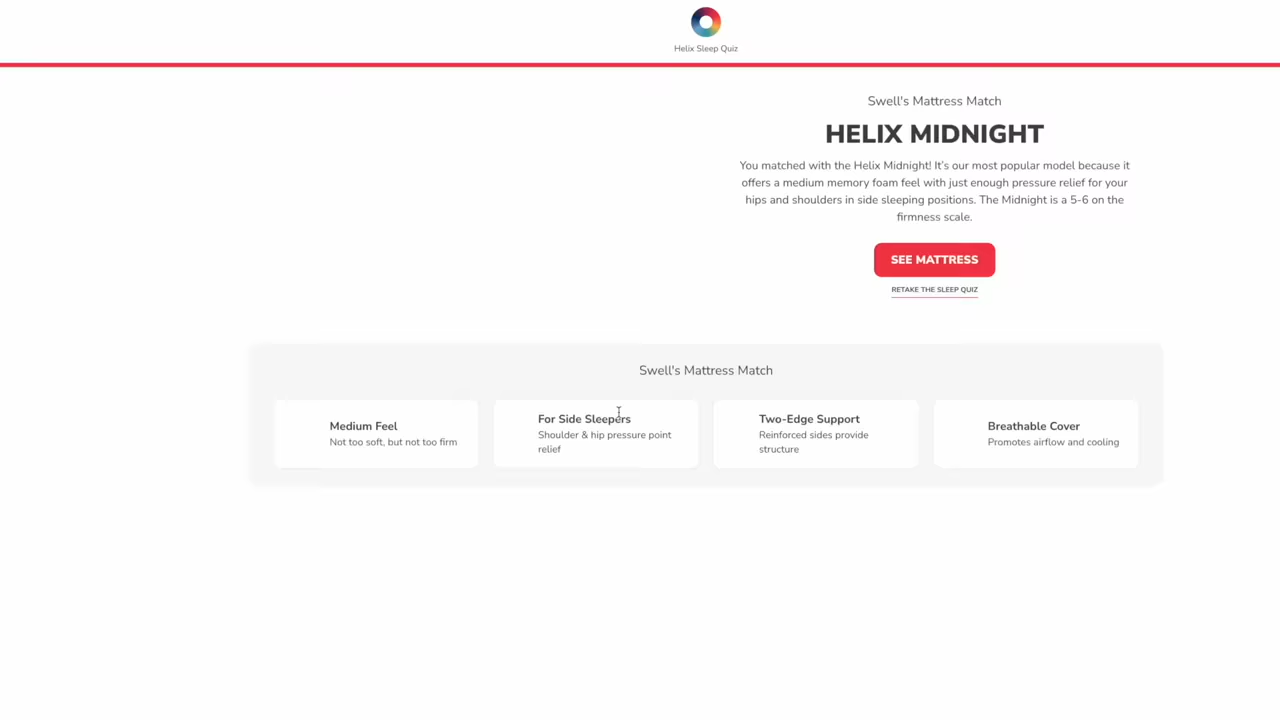 Helix Sleep Quiz
Swell's Mattress Match
HELIX MIDNIGHT
You matched with the Helix Midnight! It's our most popular model because it
offers a medium memory foam feel with just enough pressure relief for your
hips and shoulders in side sleeping positions. The Midnight is a 5-6 on the
firmness scale.
SEE MATTRESS
RETAKE THE SLEEP QUIZ
Swell's Mattress Match
Medium Feel
Not too soft, but not too firm
For Side Sleepers
Shoulder & hip pressure point
relief
Two-Edge Support
Reinforced sides provide
structure
Breathable Cover
Promotes airflow and cooling